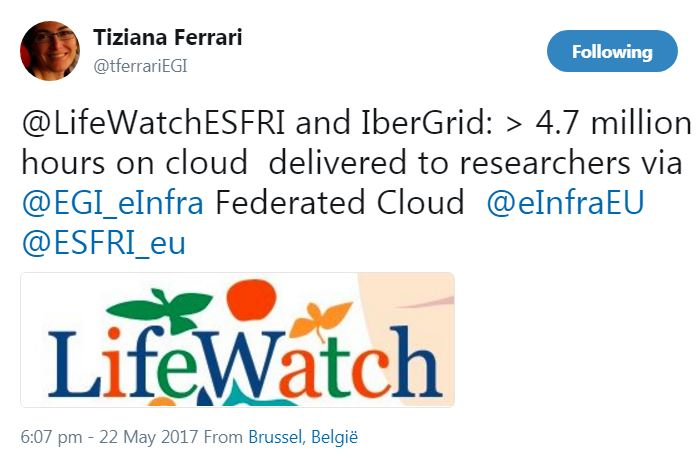 Tiziana Ferrari
@tferrariEGI
Following
@LifeWatchESFRI and IberGrid: > 4.7 million
hours on cloud  delivered to researchers via
@EGI_eInfra Federated Cloud  @eInfraEU
@ESFRI_eu
LifeWatch
6:07 pm - 22 May 2017 From Brussel, België